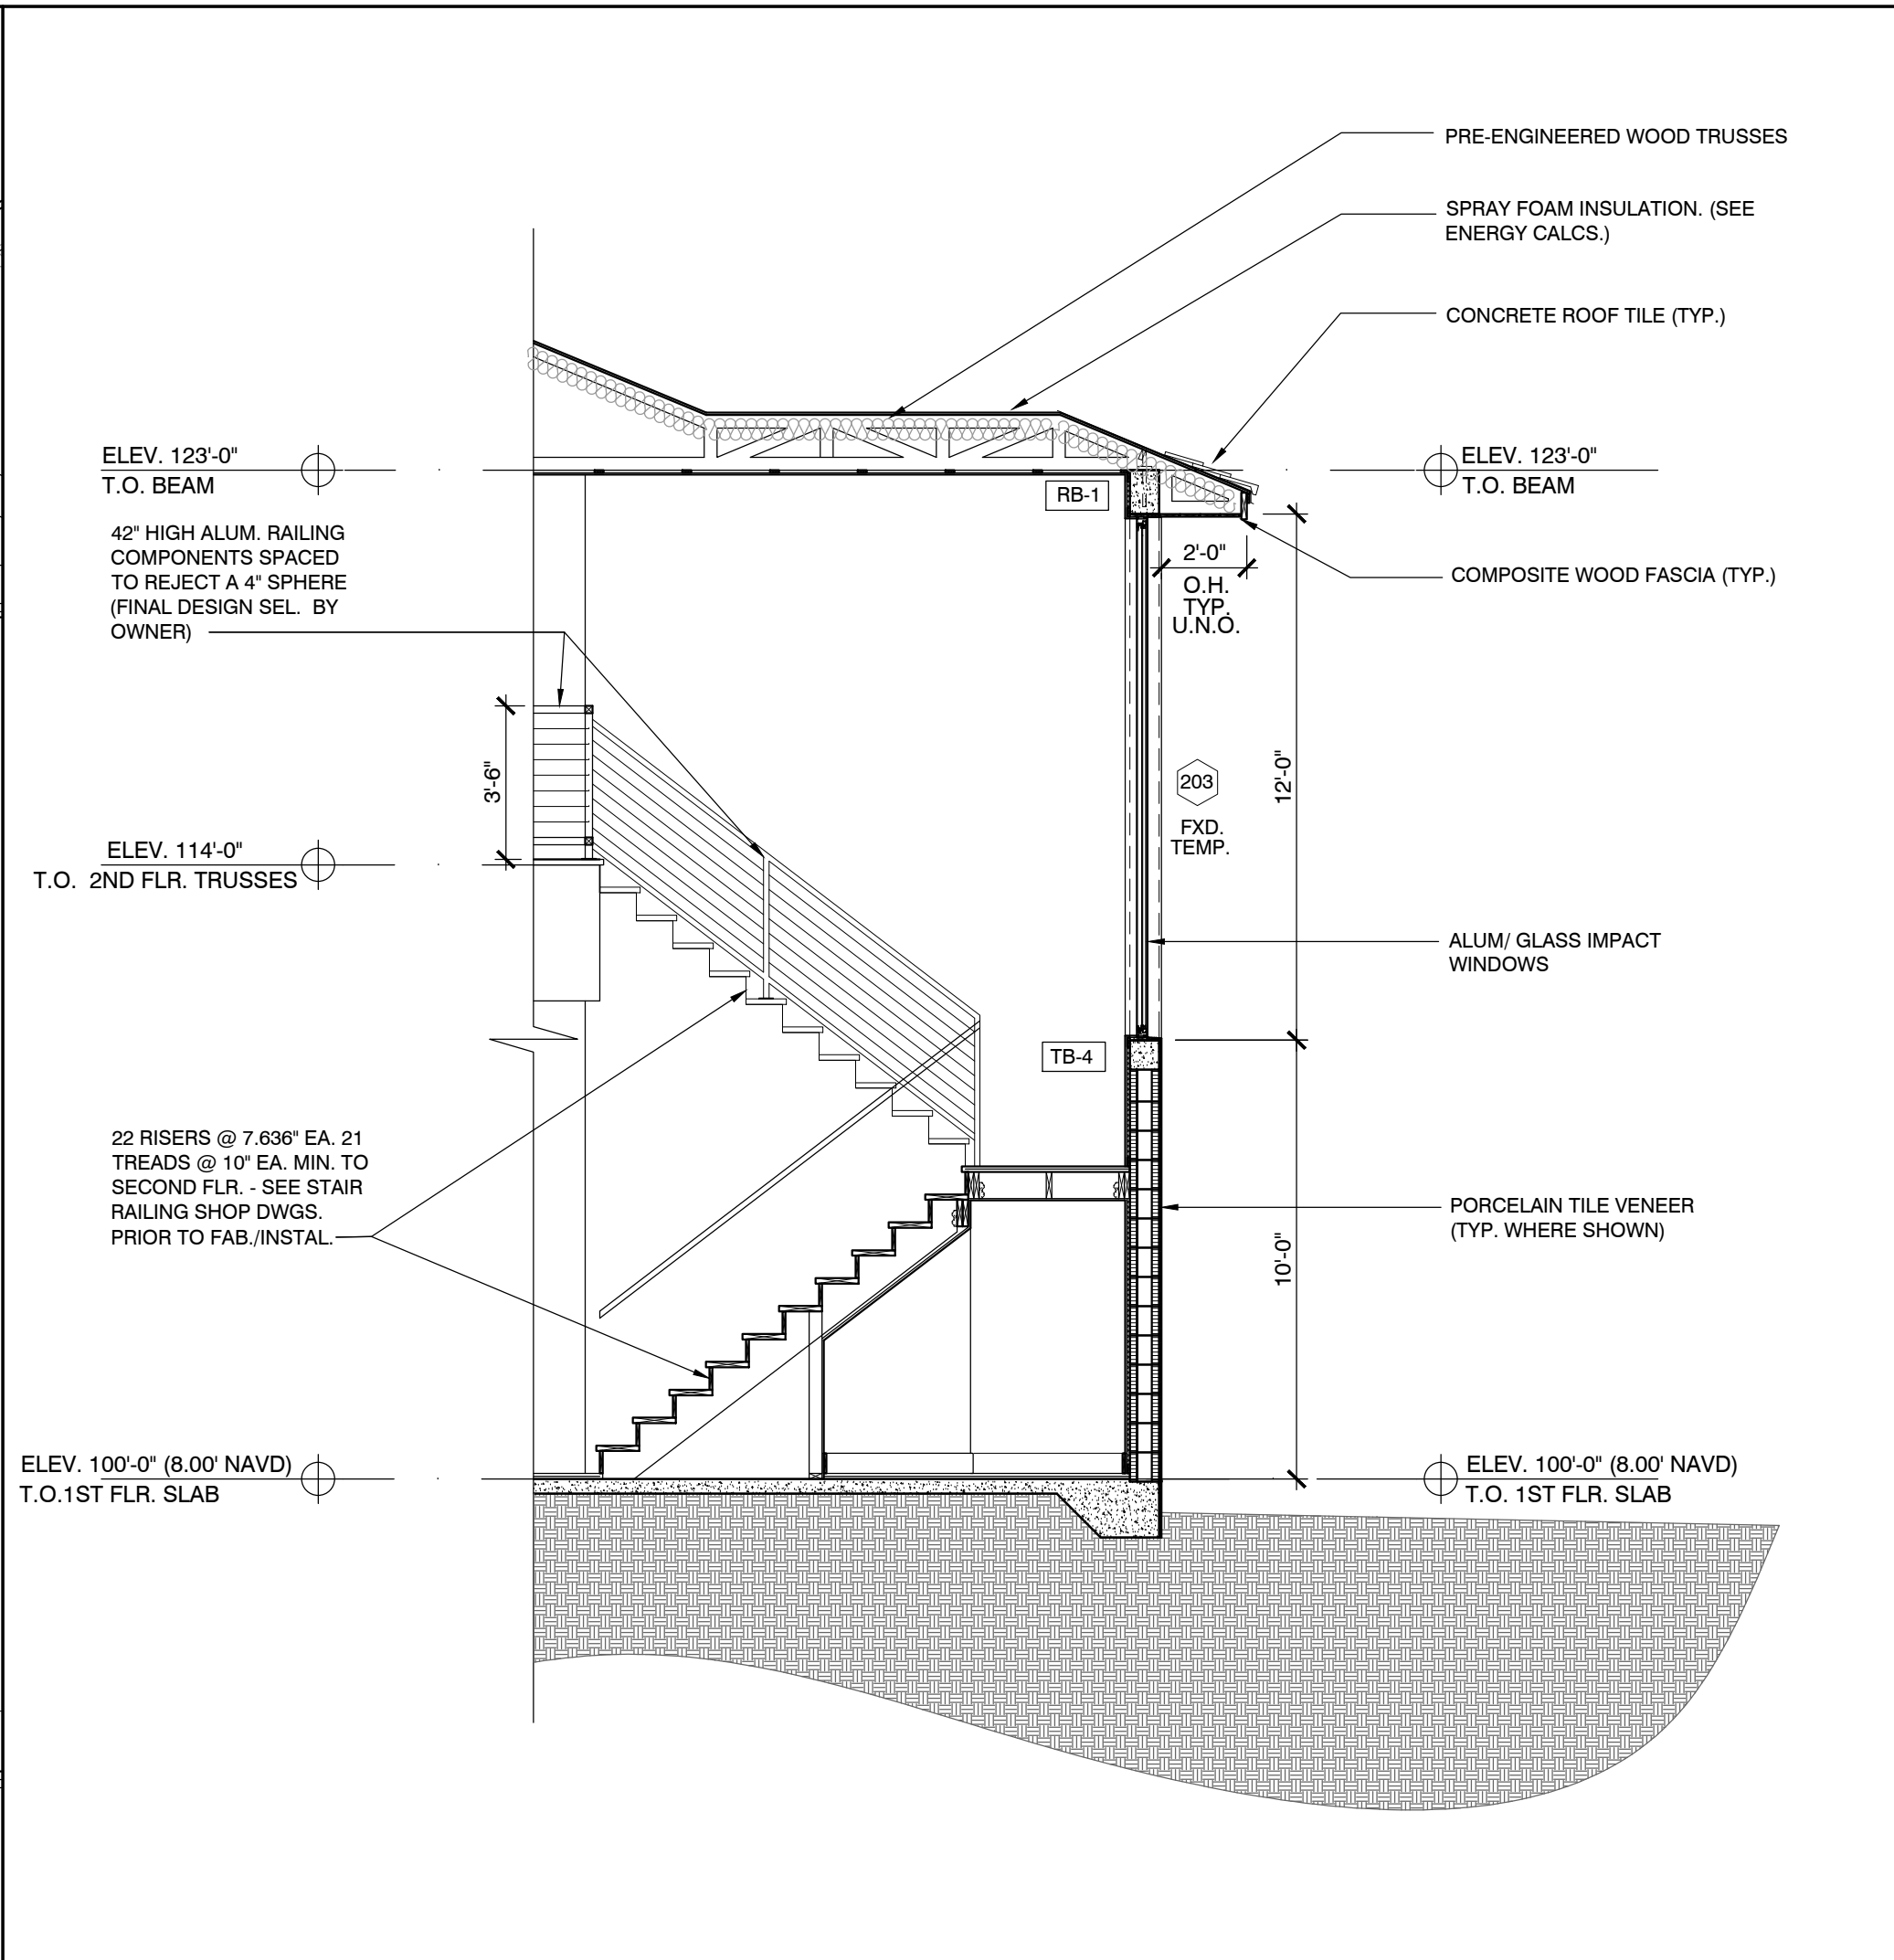 PRE-ENGINEERED WOOD TRUSSES
SPRAY FOAM INSULATION. (SEE
ENERGY CALCS.)
CONCRETE ROOF TILE (TYP.)
ELEV. 123'-0"
T.O. BEAM
ELEV. 123'-0"
T.O. BEAM
RB-1
42" HIGH ALUM. RAILING
COMPONENTS SPACED
TO REJECT A 4" SPHERE
(FINAL DESIGN SEL. BY
OWNER)
2'-0"
O.H.
TYP.
U.N.O.
COMPOSITE WOOD FASCIA (TYP.)
3'-6"
203
FXD.
TEMP.
12'-0"
ELEV. 114'-0"
T.O. 2ND FLR. TRUSSES
ALUM/ GLASS IMPACT
WINDOWS
TB-4
22 RISERS @ 7.636" EA. 21
TREADS @ 10" EA. MIN. TO
SECOND FLR. - SEE STAIR
RAILING SHOP DWGS.
PRIOR TO FAB./INSTAL.
PORCELAIN TILE VENEER
(TYP. WHERE SHOWN)
10'-0"
ELEV. 100'-0" (8.00' NAVD)
T.O.1ST FLR. SLAB
ELEV. 100'-0" (8.00' NAVD)
T.O. 1ST FLR. SLAB